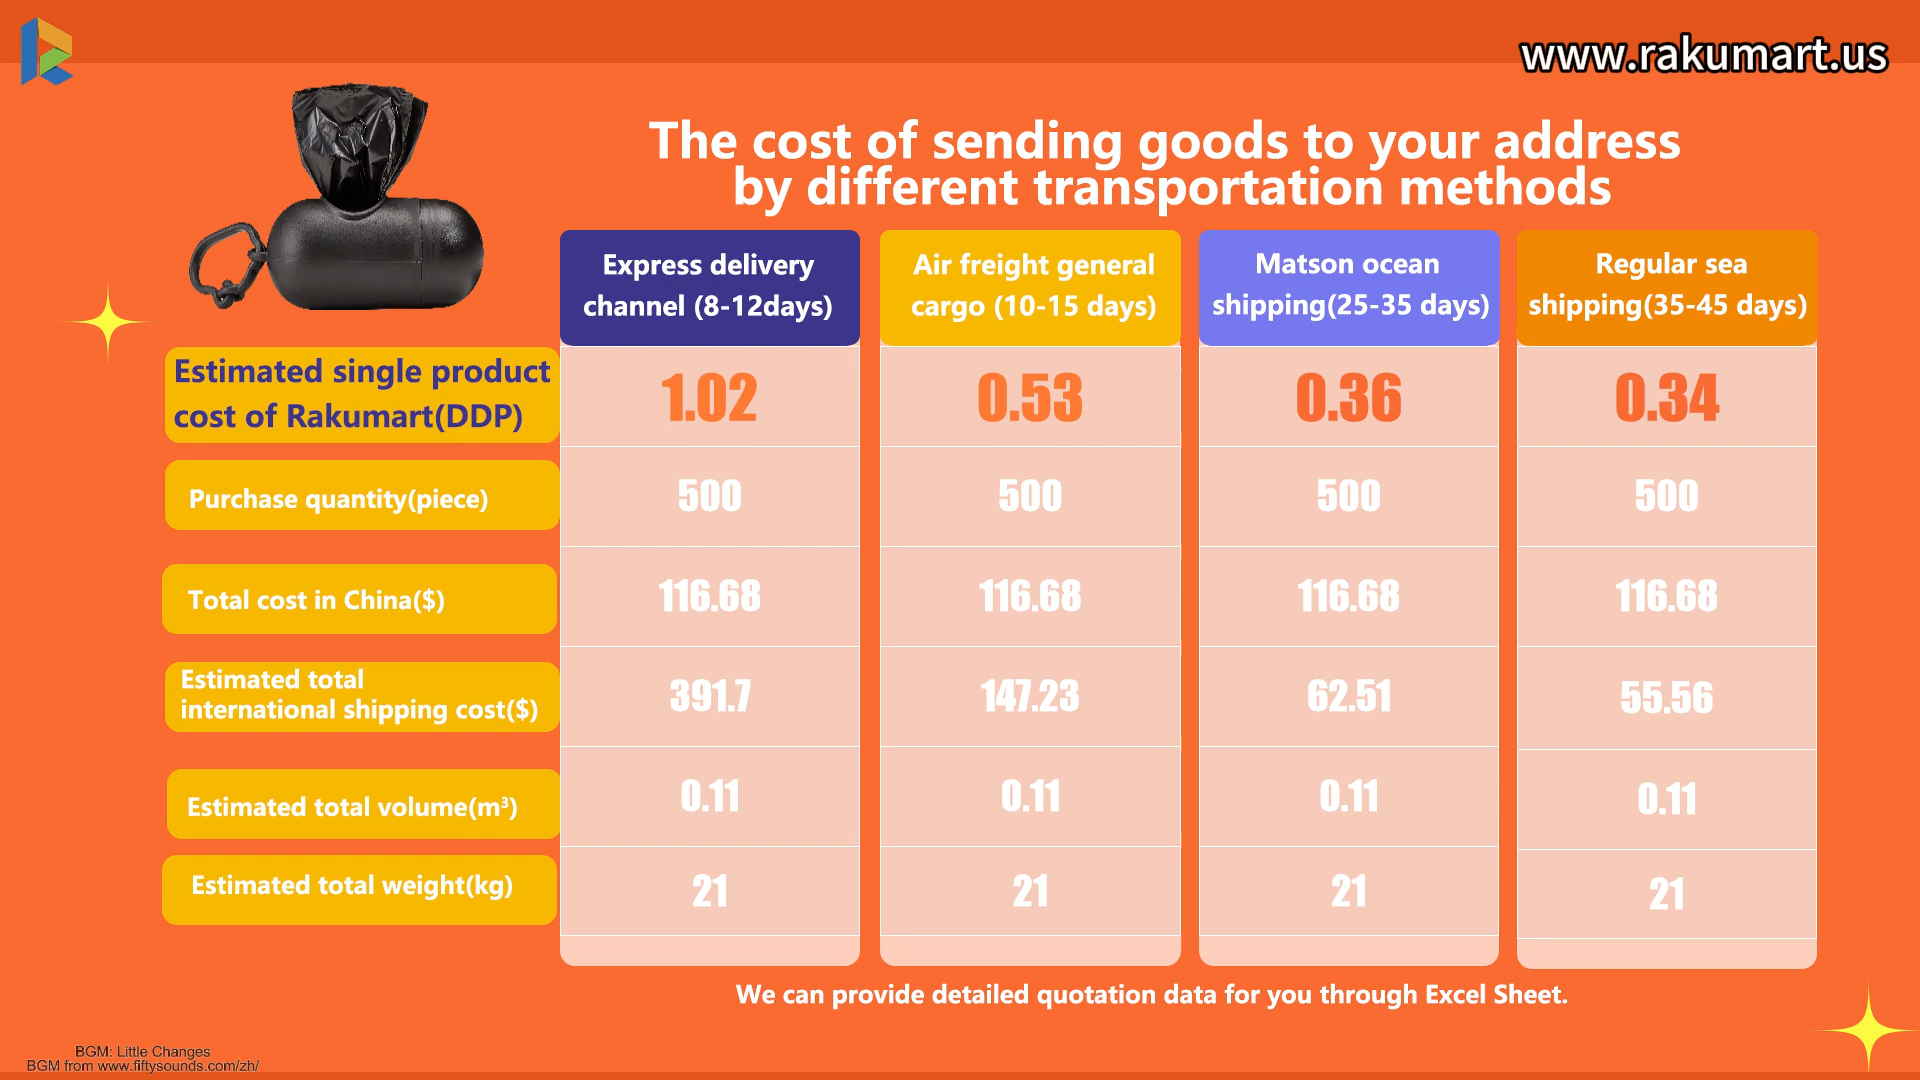 www.rakumart.us
The cost of sending goods to your address
by different transportation methods
Express delivery
channel (8-12days)
Air freight general
cargo (10-15 days)
Matson ocean
shipping(25-35 days)
Regular sea
shipping(35-45 days)
Estimated single product
cost of Rakumart(DDP)
1.02
0.53
0.36
0.34
Purchase quantity(piece)
500
500
500
500
Total cost in China($)
116.68
116.68
116.68
116.68
Estimated total
international shipping cost($)
391.7
147.23
62.51
55.56
Estimated total volume(m³)
0.11
0.11
0.11
0.11
Estimated total weight(kg)
21
21
21
21
We can provide detailed quotation data for you through Excel Sheet.
BGM: Little Changes
BGM from www.fiftysounds.com/zh/